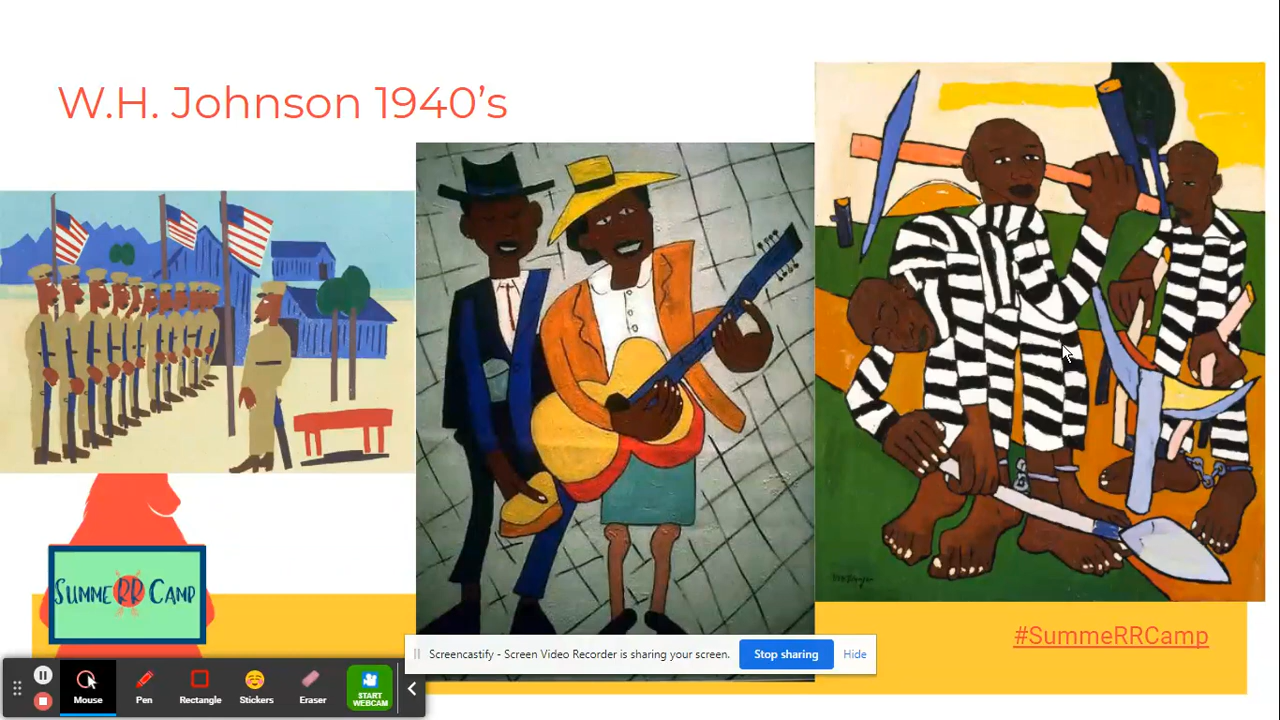 W.H. Johnson 1940's
SummeRR Camp
#SummeRRCamp
Screencastify - Screen Video Recorder is sharing your screen.
Stop sharing
Hide
Mouse
Pen
Rectangle
Stickers
Eraser
START
WEBCAM